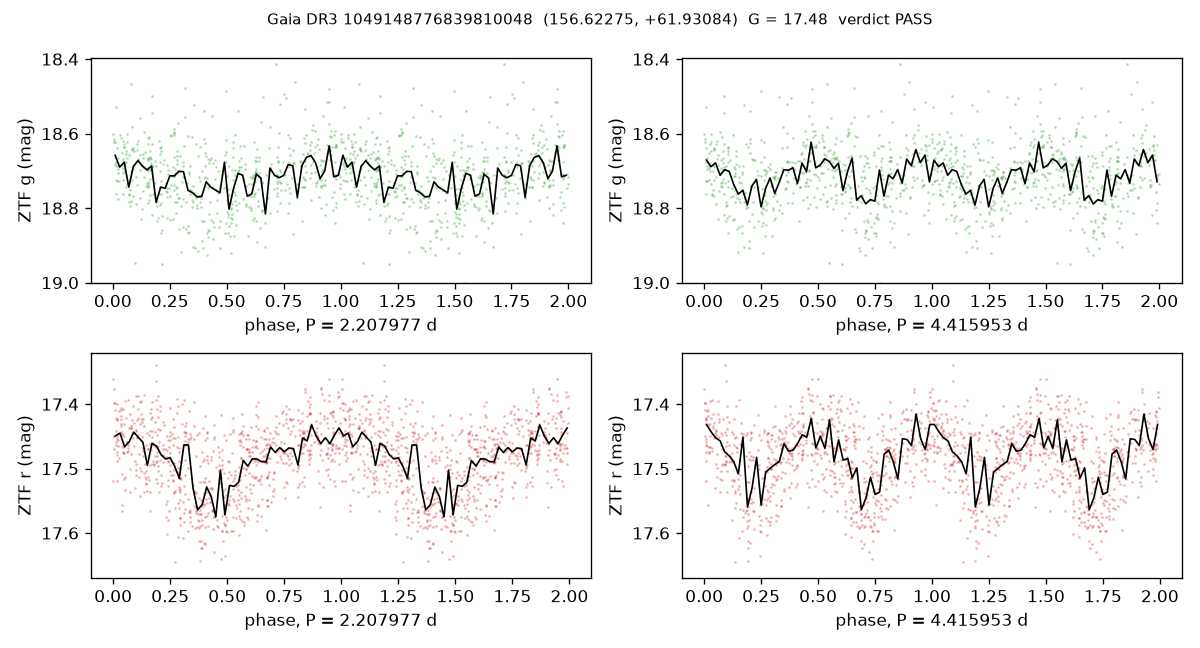 Gaia DR3 1049148776839810048  (156.62275, +61.93084)  G = 17.48  verdict PASS
ZTF g (mag)
18.4
18.6
18.8
19.0
0.00 0.25 0.50 0.75 1.00 1.25 1.50 1.75 2.00
phase, P = 2.207977 d
ZTF g (mag)
18.4
18.6
18.8
19.0
0.00 0.25 0.50 0.75 1.00 1.25 1.50 1.75 2.00
phase, P = 4.415953 d
ZTF r (mag)
17.4
17.5
17.6
0.00 0.25 0.50 0.75 1.00 1.25 1.50 1.75 2.00
phase, P = 2.207977 d
ZTF r (mag)
17.4
17.5
17.6
0.00 0.25 0.50 0.75 1.00 1.25 1.50 1.75 2.00
phase, P = 4.415953 d